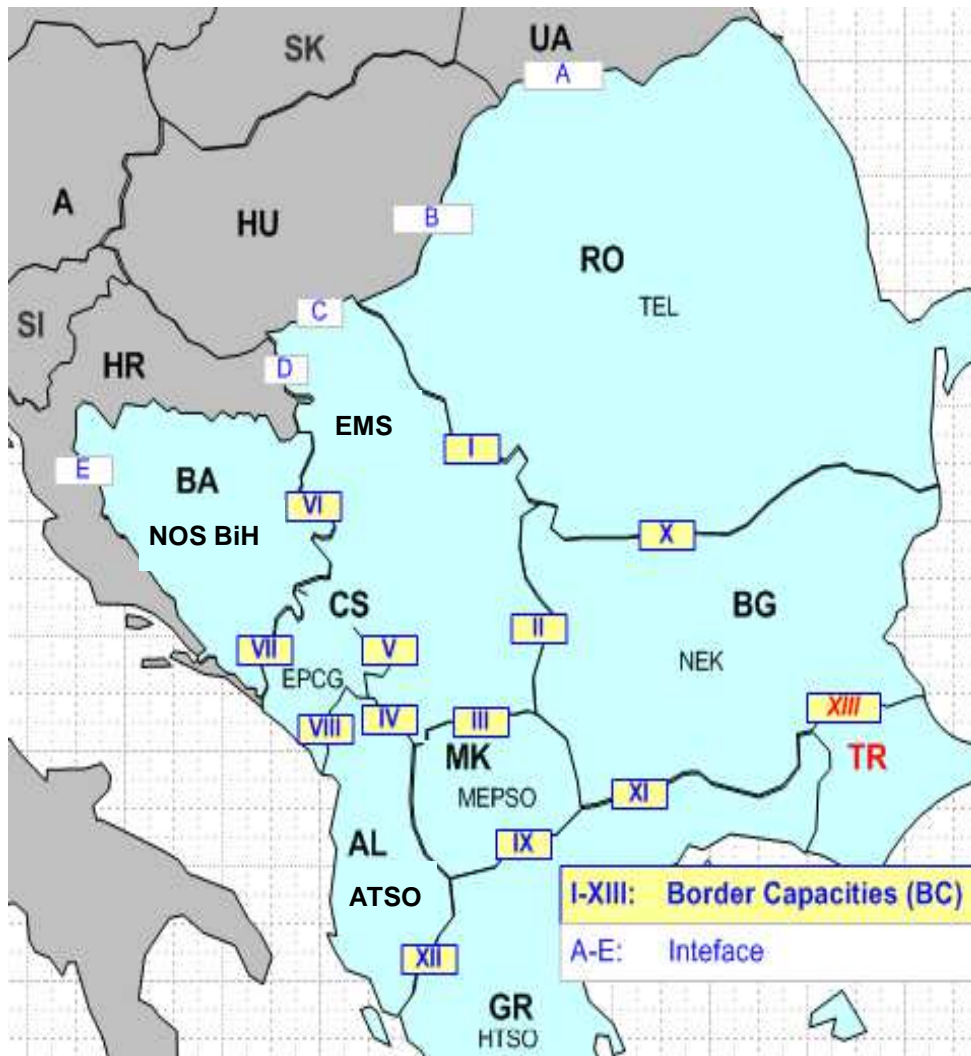 SK
UA
A
A
HU
B
RO
TEL
SI
C
HR
D
EMS
I
E
BA
VI
NOS BiH
X
CS
BG
II
VII
V
EPCG
NEK
VIII
IV
III
XIII
MK
TR
MEPSO
XI
AL
IX
ATSO
I-XIII: Border Capacities (BC)
A-E: Inteface
XII
GR
HTSO